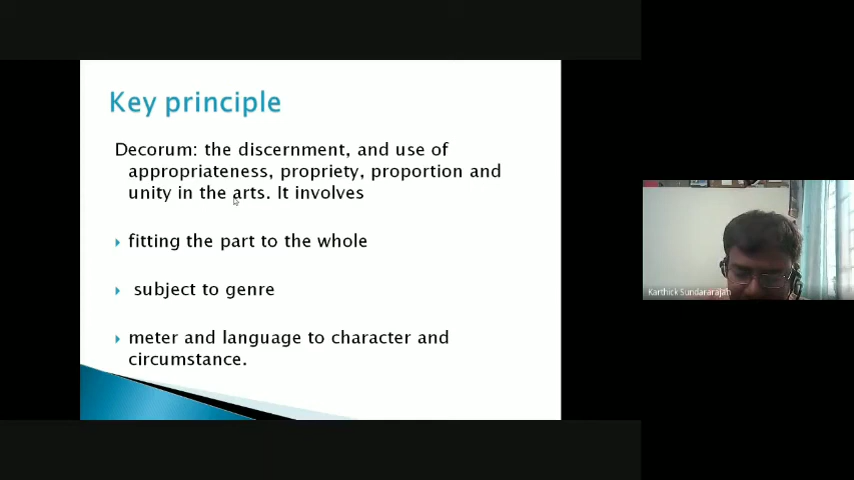 Key principle
Decorum: the discernment, and use of
appropriateness, propriety, proportion and
unity in the arts. It involves
fitting the part to the whole
subject to genre
meter and language to character and
circumstance.
Karthick Sundararajan